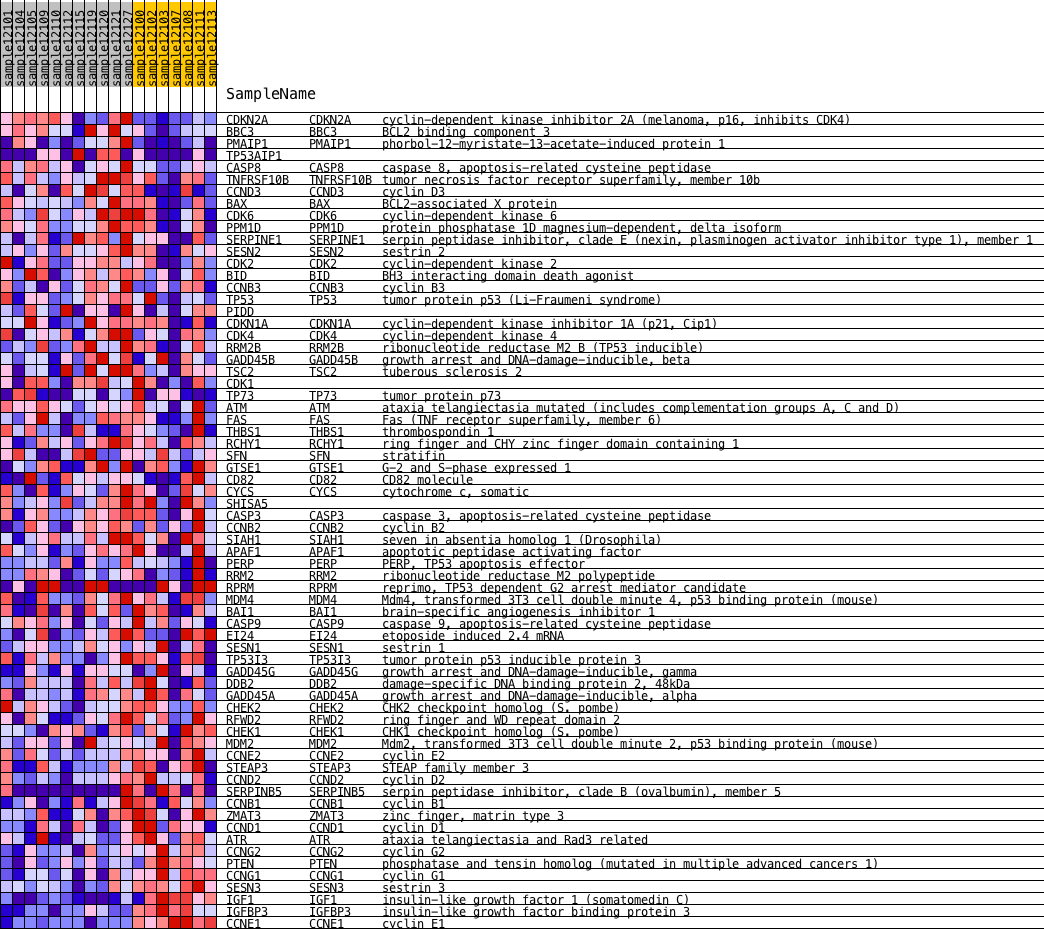 sample12101 sample12104 sample12105 sample12109 sample12110 sample12112 sample12115 sample12119 sample12120 sample12121 sample12127 sample12100 sample12102 sample12103 sample12107 sample12108 sample12111 sample12113
SampleName
CDKN2A CDKN2A cyclin-dependent kinase inhibitor 2A (melanoma, p16, inhibits CDK4)
BBC3 BBC3 BCL2 binding component 3
PMAIP1 PMAIP1 phorbol-12-myristate-13-acetate-induced protein 1
TP53AIP1
CASP8 CASP8 caspase 8, apoptosis-related cysteine peptidase
TNFRSF10B TNFRSF10B tumor necrosis factor receptor superfamily, member 10b
CCND3 CCND3 cyclin D3
BAX BAX BCL2-associated X protein
CDK6 CDK6 cyclin-dependent kinase 6
PPM1D PPM1D protein phosphatase 1D magnesium-dependent, delta isoform
SERPINE1 SERPINE1 serpin peptidase inhibitor, clade E (nexin, plasminogen activator inhibitor type 1), member 1
SESN2 SESN2 sestrin 2
CDK2 CDK2 cyclin-dependent kinase 2
BID BID BH3 interacting domain death agonist
CCNB3 CCNB3 cyclin B3
TP53 TP53 tumor protein p53 (Li-Fraumeni syndrome)
PIDD
CDKN1A CDKN1A cyclin-dependent kinase inhibitor 1A (p21, Cip1)
CDK4 CDK4 cyclin-dependent kinase 4
RRM2B RRM2B ribonucleotide reductase M2 B (TP53 inducible)
GADD45B GADD45B growth arrest and DNA-damage-inducible, beta
TSC2 TSC2 tuberous sclerosis 2
CDK1
TP73 TP73 tumor protein p73
ATM ATM ataxia telangiectasia mutated (includes complementation groups A, C and D)
FAS FAS Fas (TNF receptor superfamily, member 6)
THBS1 THBS1 thrombospondin 1
RCHY1 RCHY1 ring finger and CHY zinc finger domain containing 1
SFN SFN stratifin
GTSE1 GTSE1 G-2 and S-phase expressed 1
CD82 CD82 CD82 molecule
CYCS CYCS cytochrome c, somatic
SHISA5
CASP3 CASP3 caspase 3, apoptosis-related cysteine peptidase
CCNB2 CCNB2 cyclin B2
SIAH1 SIAH1 seven in absentia homolog 1 (Drosophila)
APAF1 APAF1 apoptotic peptidase activating factor
PERP PERP PERP, TP53 apoptosis effector
RRM2 RRM2 ribonucleotide reductase M2 polypeptide
RPRM RPRM reprimo, TP53 dependent G2 arrest mediator candidate
MDM4 MDM4 Mdm4, transformed 3T3 cell double minute 4, p53 binding protein (mouse)
BAI1 BAI1 brain-specific angiogenesis inhibitor 1
CASP9 CASP9 caspase 9, apoptosis-related cysteine peptidase
EI24 EI24 etoposide induced 2.4 mRNA
SESN1 SESN1 sestrin 1
TP53I3 TP53I3 tumor protein p53 inducible protein 3
GADD45G GADD45G growth arrest and DNA-damage-inducible, gamma
DDB2 DDB2 damage-specific DNA binding protein 2, 48kDa
GADD45A GADD45A growth arrest and DNA-damage-inducible, alpha
CHEK2 CHEK2 CHK2 checkpoint homolog (S. pombe)
RFWD2 RFWD2 ring finger and WD repeat domain 2
CHEK1 CHEK1 CHK1 checkpoint homolog (S. pombe)
MDM2 MDM2 Mdm2, transformed 3T3 cell double minute 2, p53 binding protein (mouse)
CCNE2 CCNE2 cyclin E2
STEAP3 STEAP3 STEAP family member 3
CCND2 CCND2 cyclin D2
SERPINB5 SERPINB5 serpin peptidase inhibitor, clade B (ovalbumin), member 5
CCNB1 CCNB1 cyclin B1
ZMAT3 ZMAT3 zinc finger, matrin type 3
CCND1 CCND1 cyclin D1
ATR ATR ataxia telangiectasia and Rad3 related
CCNG2 CCNG2 cyclin G2
PTEN PTEN phosphatase and tensin homolog (mutated in multiple advanced cancers 1)
CCNG1 CCNG1 cyclin G1
SESN3 SESN3 sestrin 3
IGF1 IGF1 insulin-like growth factor 1 (somatomedin C)
IGFBP3 IGFBP3 insulin-like growth factor binding protein 3
CCNE1 CCNE1 cyclin E1